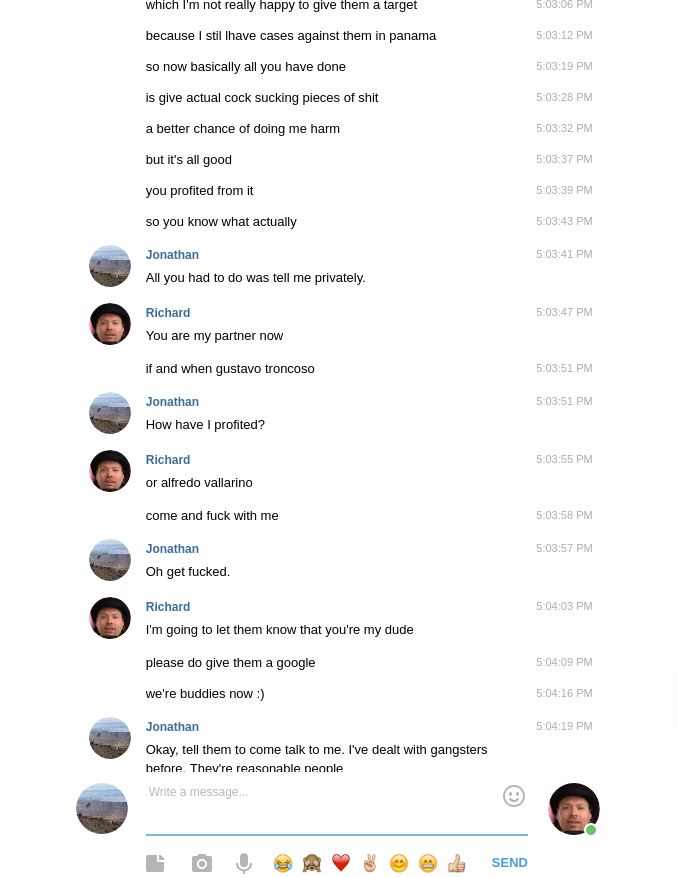 which I'm not really happy to give them a target 5:03:06 PM
because I stil lhave cases against them in panama 5:03:12 PM
so now basically all you have done 5:03:19 PM
is give actual cock sucking pieces of shit 5:03:28 PM
a better chance of doing me harm 5:03:32 PM
but it's all good 5:03:37 PM
you profited from it 5:03:39 PM
so you know what actually 5:03:43 PM
Jonathan 5:03:41 PM
All you had to do was tell me privately.
Richard 5:03:47 PM
You are my partner now
if and when gustavo troncoso 5:03:51 PM
Jonathan 5:03:51 PM
How have I profited?
Richard 5:03:55 PM
or alfredo vallarino
come and fuck with me 5:03:58 PM
Jonathan 5:03:57 PM
Oh get fucked.
Richard 5:04:03 PM
I'm going to let them know that you're my dude
please do give them a google 5:04:09 PM
we're buddies now :) 5:04:16 PM
Jonathan 5:04:19 PM
Okay, tell them to come talk to me. I've dealt with gangsters
before. They're reasonable people
Write a message...
SEND